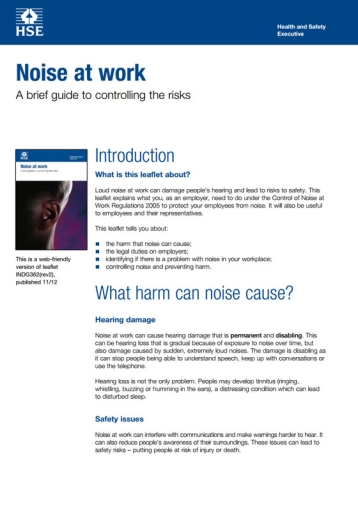 HSE
Health and Safety
Executive
Noise at work
A brief guide to controlling the risks
HSE
Noise at work
This is a web-friendly
version of leaflet
INDG362(rev2),
published 11/12
Introduction
What is this leaflet about?
Loud noise at work can damage people's hearing and lead to risks to safety. This
leaflet explains what you, as an employer, need to do under the Control of Noise at
Work Regulations 2005 to protect your employees from noise. It will also be useful
to employees and their representatives.
This leaflet tells you about:
■ the harm that noise can cause;
■ the legal duties on employers;
■ identifying if there is a problem with noise in your workplace;
■ controlling noise and preventing harm.
What harm can noise cause?
Hearing damage
Noise at work can cause hearing damage that is permanent and disabling. This
can be hearing loss that is gradual because of exposure to noise over time, but
also damage caused by sudden, extremely loud noises. The damage is disabling as
it can stop people being able to understand speech, keep up with conversations or
use the telephone.
Hearing loss is not the only problem. People may develop tinnitus (ringing,
whistling, buzzing or humming in the ears), a distressing condition which can lead
to disturbed sleep.
Safety issues
Noise at work can interfere with communications and make warnings harder to hear. It
can also reduce people's awareness of their surroundings. These issues can lead to
safety risks – putting people at risk of injury or death.